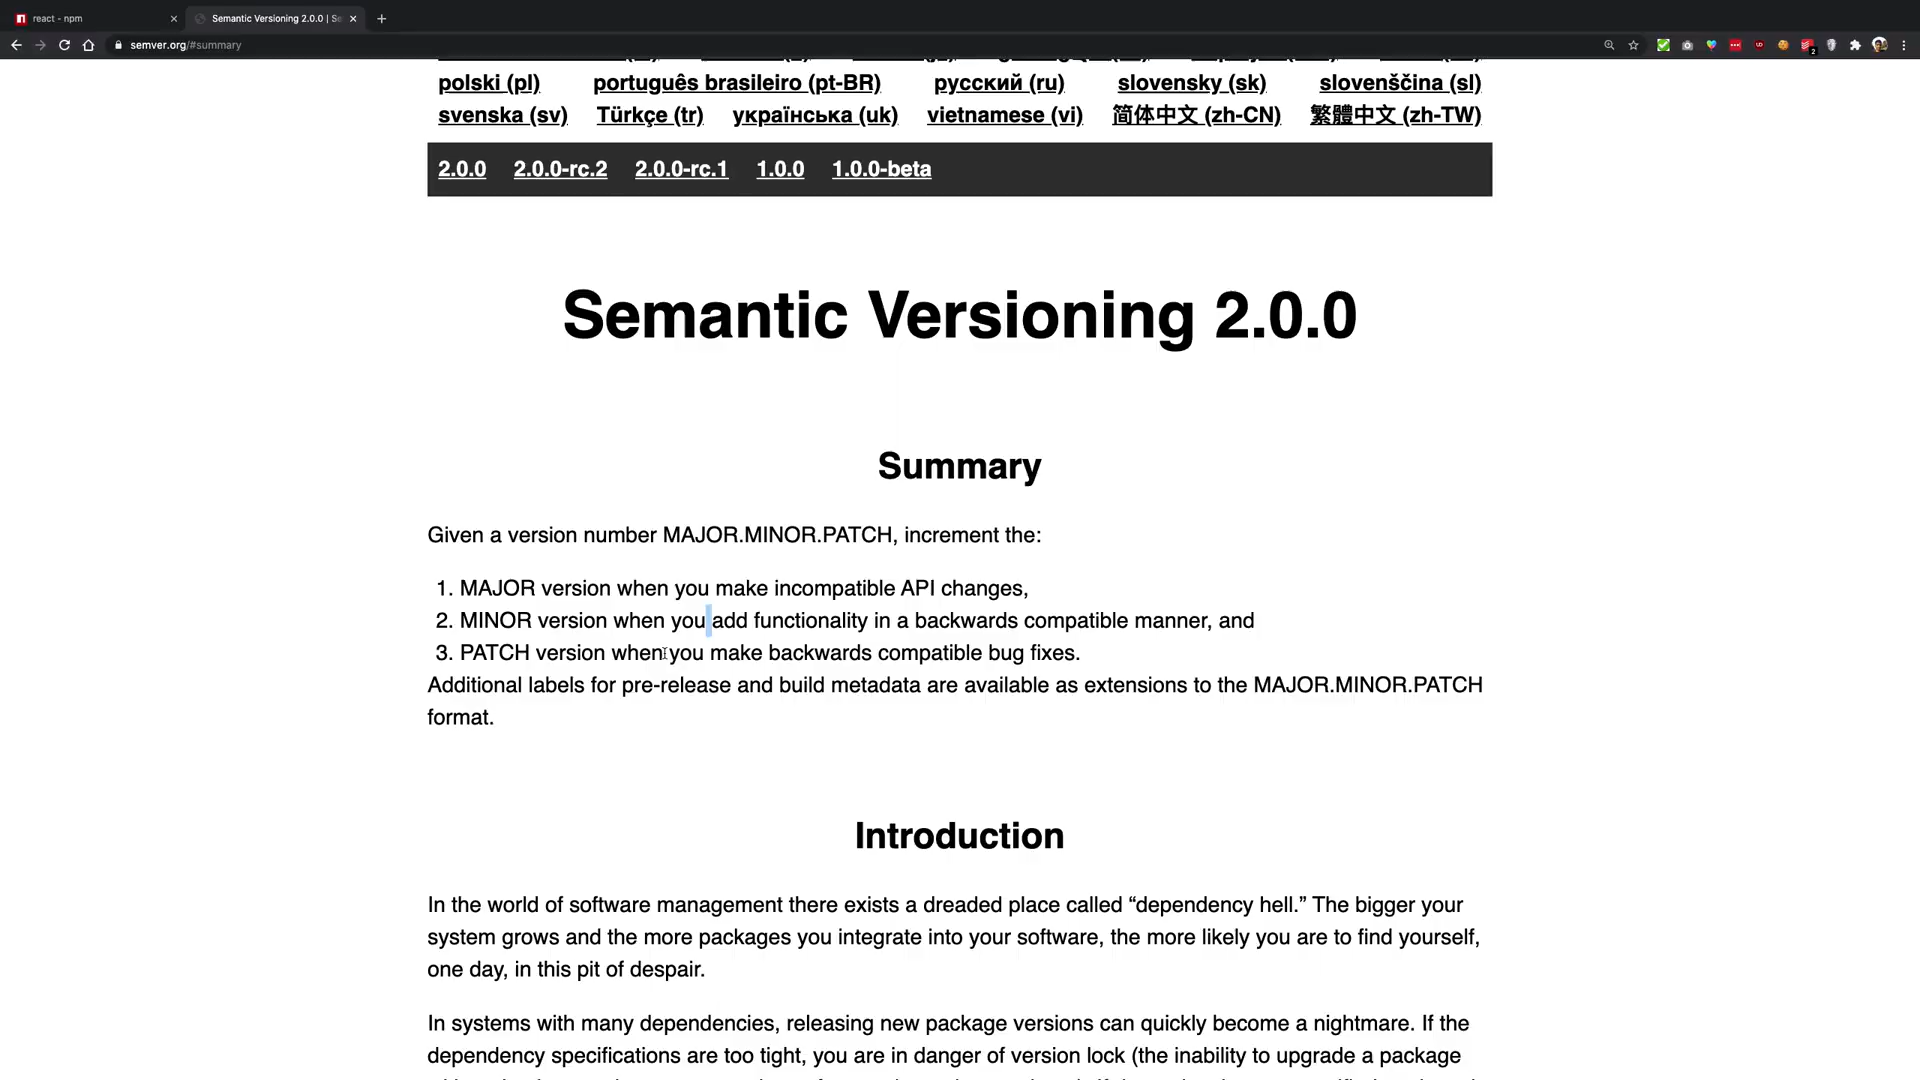 react - npm
Semantic Versioning 2.0.0 | Se
semver.org/#summary
polski (pl) português brasileiro (pt-BR) русский (ru) slovensky (sk) slovenščina (sl)
svenska (sv) Türkçe (tr) українська (uk) vietnamese (vi) 简体中文 (zh-CN) 繁體中文 (zh-TW)
2.0.0 2.0.0-rc.2 2.0.0-rc.1 1.0.0 1.0.0-beta
Semantic Versioning 2.0.0
Summary
Given a version number MAJOR.MINOR.PATCH, increment the:
1. MAJOR version when you make incompatible API changes,
2. MINOR version when you add functionality in a backwards compatible manner, and
3. PATCH version when you make backwards compatible bug fixes.
Additional labels for pre-release and build metadata are available as extensions to the MAJOR.MINOR.PATCH
format.
Introduction
In the world of software management there exists a dreaded place called “dependency hell.” The bigger your
system grows and the more packages you integrate into your software, the more likely you are to find yourself,
one day, in this pit of despair.
In systems with many dependencies, releasing new package versions can quickly become a nightmare. If the
dependency specifications are too tight, you are in danger of version lock (the inability to upgrade a package